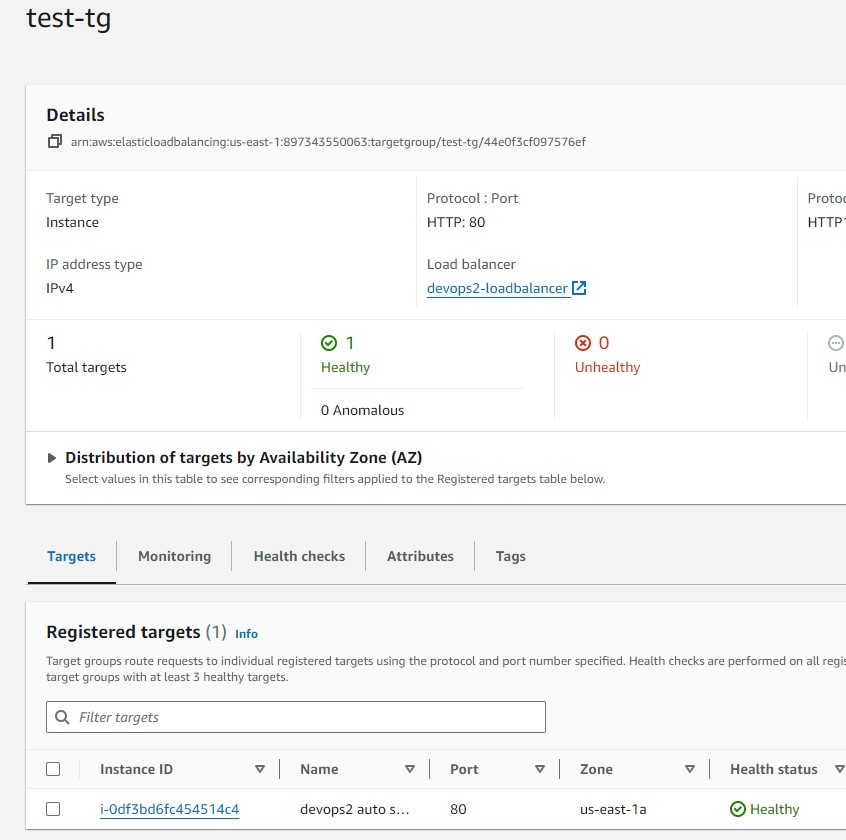 test-tg
Details
arn:aws:elasticloadbalancing:us-east-1:897343550063:targetgroup/test-tg/44e0f3cf097576ef
Target type
Instance
Protocol : Port
HTTP: 80
Protoc
HTTP1
IP address type
IPv4
Load balancer
devops2-loadbalancer
1
Total targets
1
Healthy
0 Anomalous
0
Unhealthy
Un
Distribution of targets by Availability Zone (AZ)
Select values in this table to see corresponding filters applied to the Registered targets table below.
Targets Monitoring Health checks Attributes Tags
Registered targets (1) Info
Target groups route requests to individual registered targets using the protocol and port number specified. Health checks are performed on all regis
target groups with at least 3 healthy targets.
Filter targets
Instance ID Name Port Zone Health status
i-0df3bd6fc454514c4 devops2 auto s... 80 us-east-1a Healthy